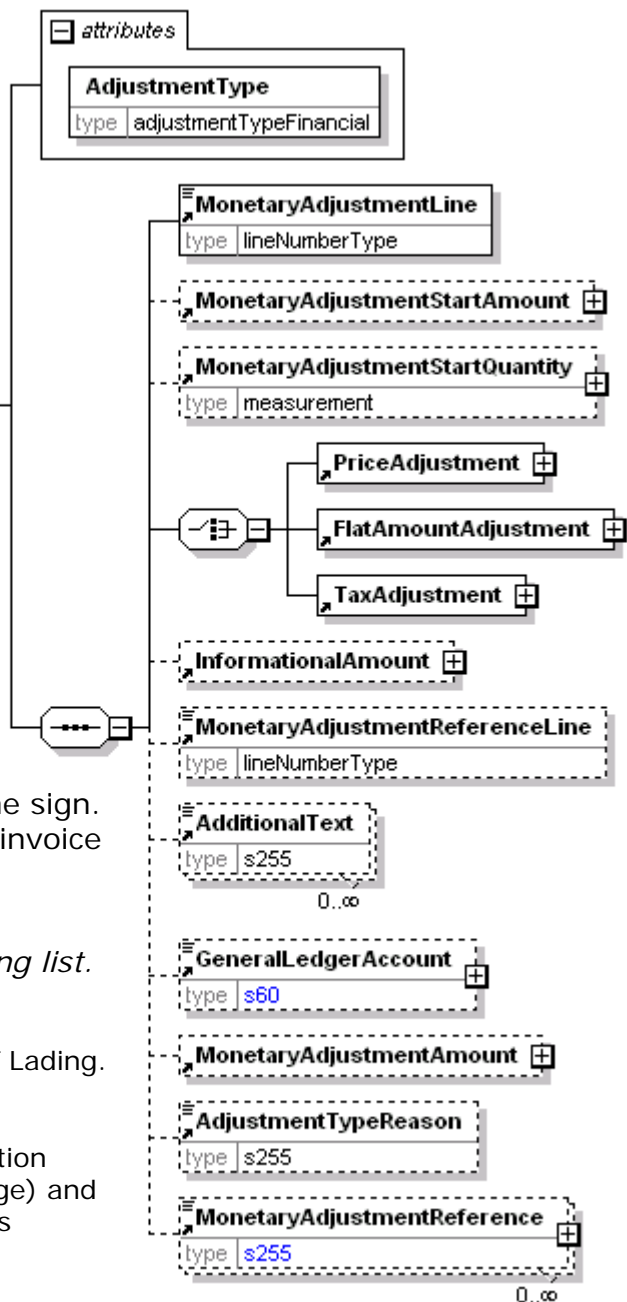 attributes
AdjustmentType
type adjustmentTypeFinancial
MonetaryAdjustmentLine
type lineNumberType
MonetaryAdjustmentStartAmount
MonetaryAdjustmentStartQuantity
type measurement
PriceAdjustment
FlatAmountAdjustment
TaxAdjustment
InformationalAmount
MonetaryAdjustmentReferenceLine
type lineNumberType
e sign.
invoice
AdditionalText
type s255
0..∞
ng list.
GeneralLedgerAccount
type s60
Lading.
MonetaryAdjustmentAmount
AdjustmentTypeReason
type s255
tion
ge) and
s
MonetaryAdjustmentReference
type s255
0..∞